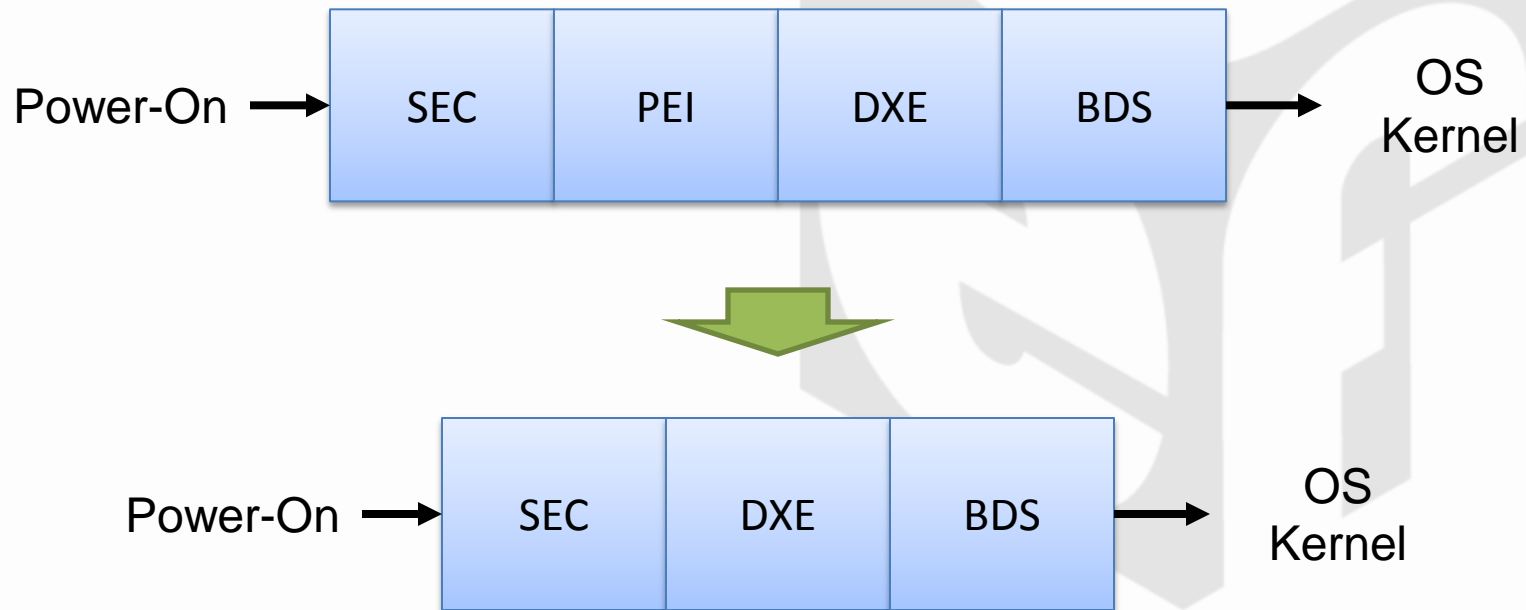 Power-On
SEC
PEI
DXE
BDS
OS
Kernel
Power-On
SEC
DXE
BDS
OS
Kernel